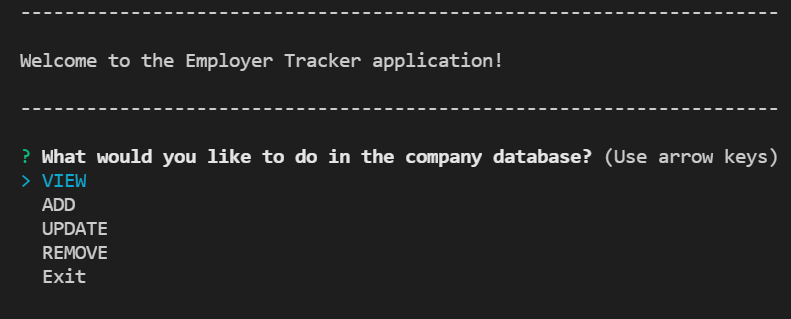 ---------------------------------------------------------------------
Welcome to the Employer Tracker application!
---------------------------------------------------------------------
? What would you like to do in the company database? (Use arrow keys)
> VIEW
ADD
UPDATE
REMOVE
Exit